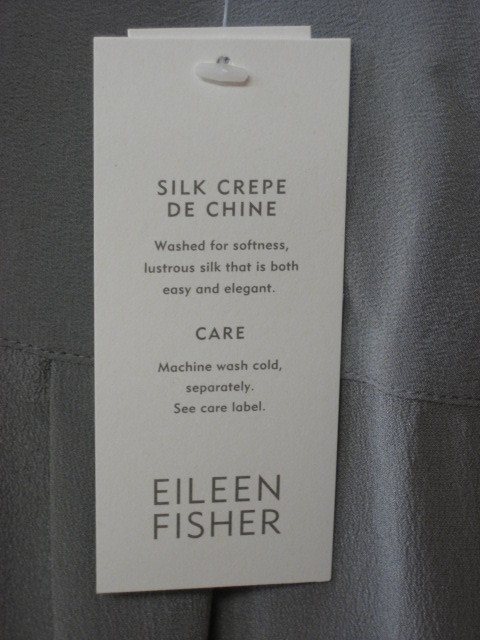 SILK CREPE
DE CHINE
Washed for softness,
lustrous silk that is both
easy and elegant.
CARE
Machine wash cold,
separately.
See care label.
EILEEN
FISHER